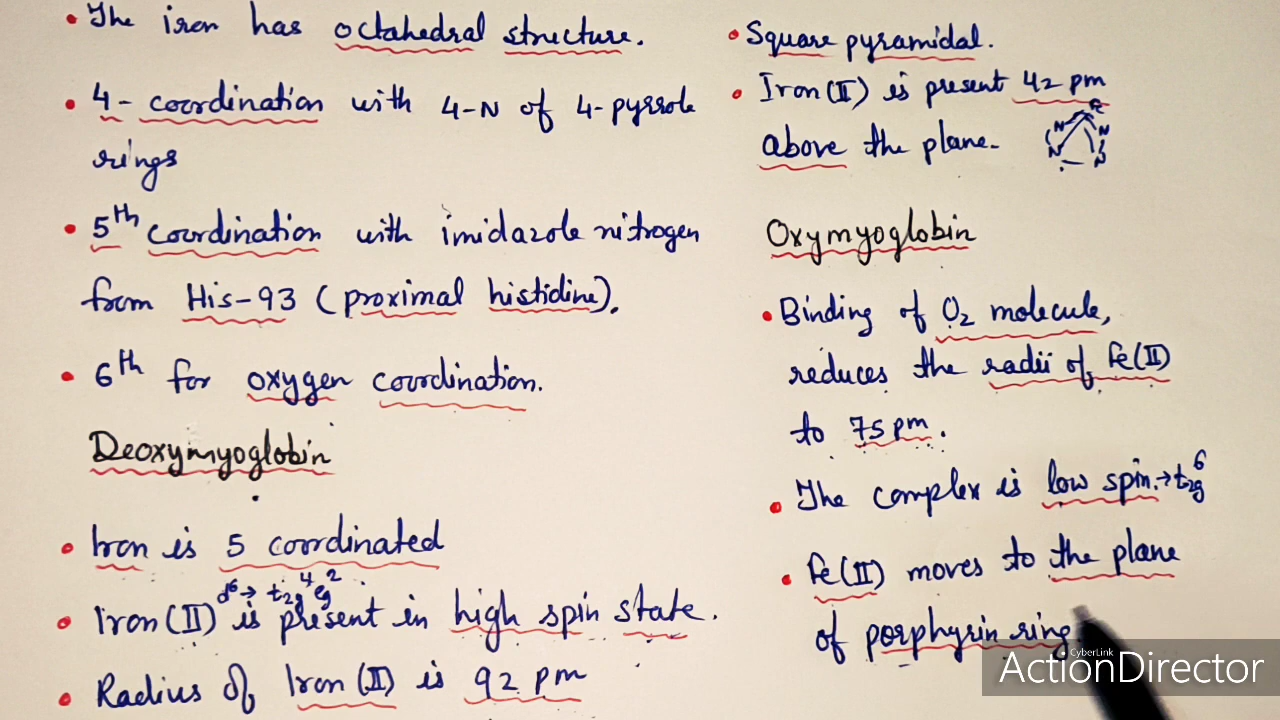 • The iron has octahedral structure.
• 4- coordination with 4-N of 4-pyrrole
rings
• 5th coordination with imidazole nitrogen
from His-93 (proximal histidine).
• 6th for oxygen coordination.
Deoxymyoglobin
• Iron is 5 coordinated
d⁶→ t₂g⁴ eg²
• Iron(II) is present in high spin state.
• Radius of Iron(II) is 92 pm
• Square pyramidal.
• Iron(II) is present 42 pm
above the plane.
Fe
N N
N N
Oxymyoglobin
• Binding of O₂ molecule,
reduces the radii of Fe(II)
to 75 pm.
• The complex is low spin.→t₂g⁶
• Fe(II) moves to the plane
of porphyrin ring.
CyberLink
ActionDirector